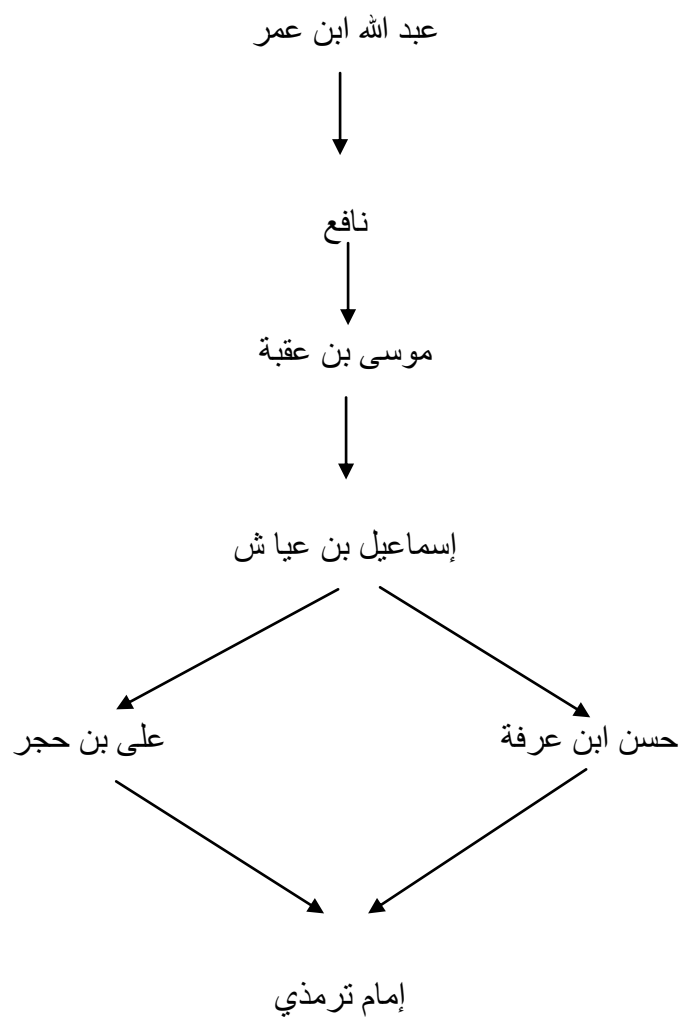 عبد الله ابن عمر
نافع
موسى بن عقبة
إسماعيل بن عيا ش
حسن ابن عرفة
على بن حجر
إمام ترمذي